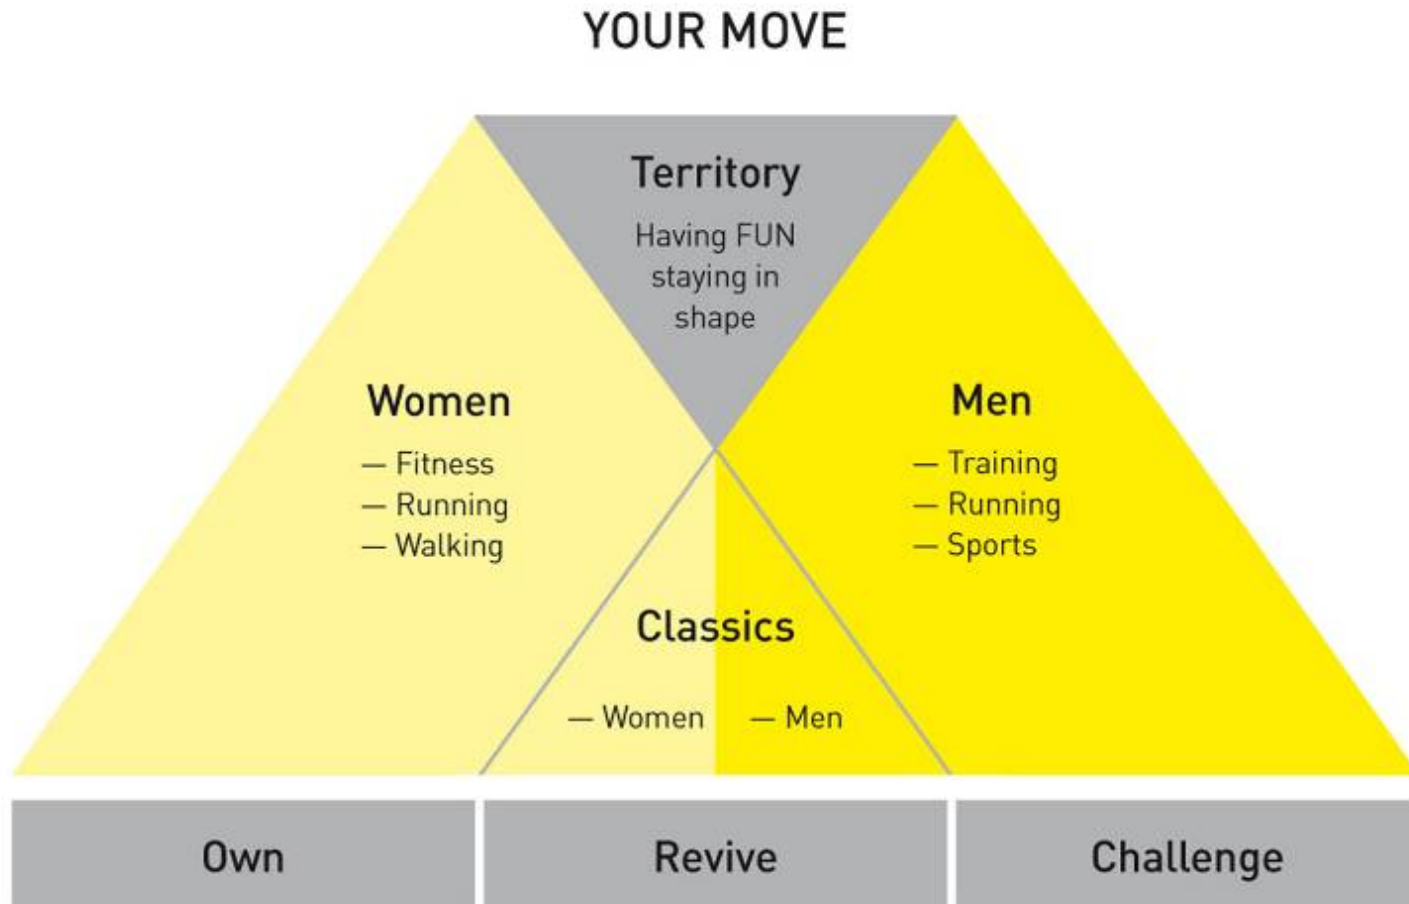 YOUR MOVE
Territory
Having FUN
staying in
shape
Women
— Fitness
— Running
— Walking
Men
— Training
— Running
— Sports
Classics
— Women
— Men
Own
Revive
Challenge